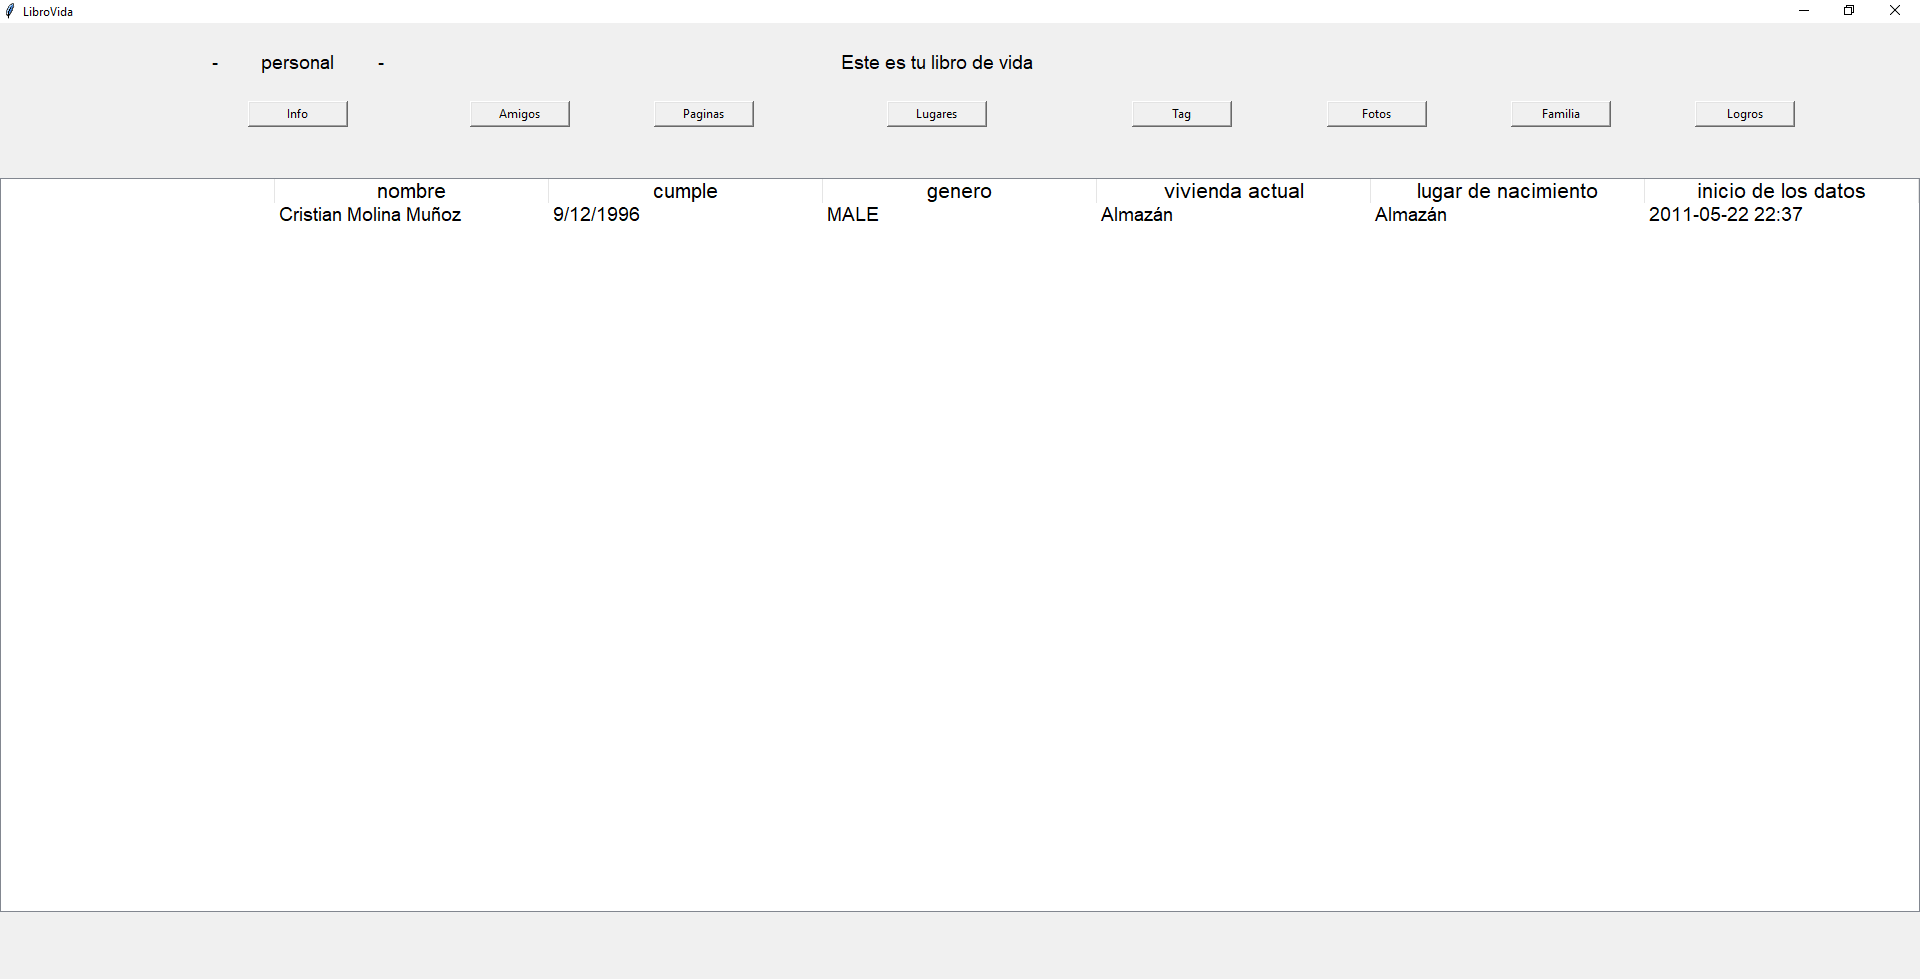 LibroVida
- personal - Este es tu libro de vida
Info Amigos Paginas Lugares Tag Fotos Familia Logros
nombre cumple genero vivienda actual lugar de nacimiento inicio de los datos
Cristian Molina Muñoz 9/12/1996 MALE Almazán Almazán 2011-05-22 22:37